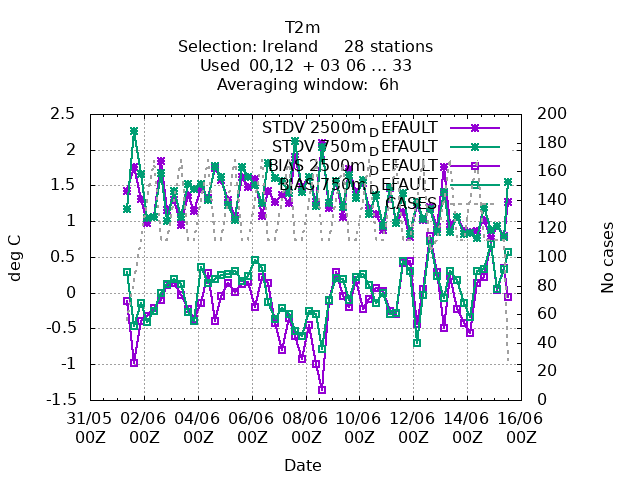 T2m
Selection: Ireland 28 stations
Used 00,12 + 03 06 ... 33
Averaging window: 6h
2.5
2
1.5
1
0.5
0
-0.5
-1
-1.5
deg C
STDV 2500m_DEFAULT
STDV 750m_DEFAULT
BIAS 2500m_DEFAULT
BIAS 750m_DEFAULT
CASES
200
180
160
140
120
100
80
60
40
20
0
No cases
31/05 02/06 04/06 06/06 08/06 10/06 12/06 14/06 16/06
00Z 00Z 00Z 00Z 00Z 00Z 00Z 00Z 00Z
Date